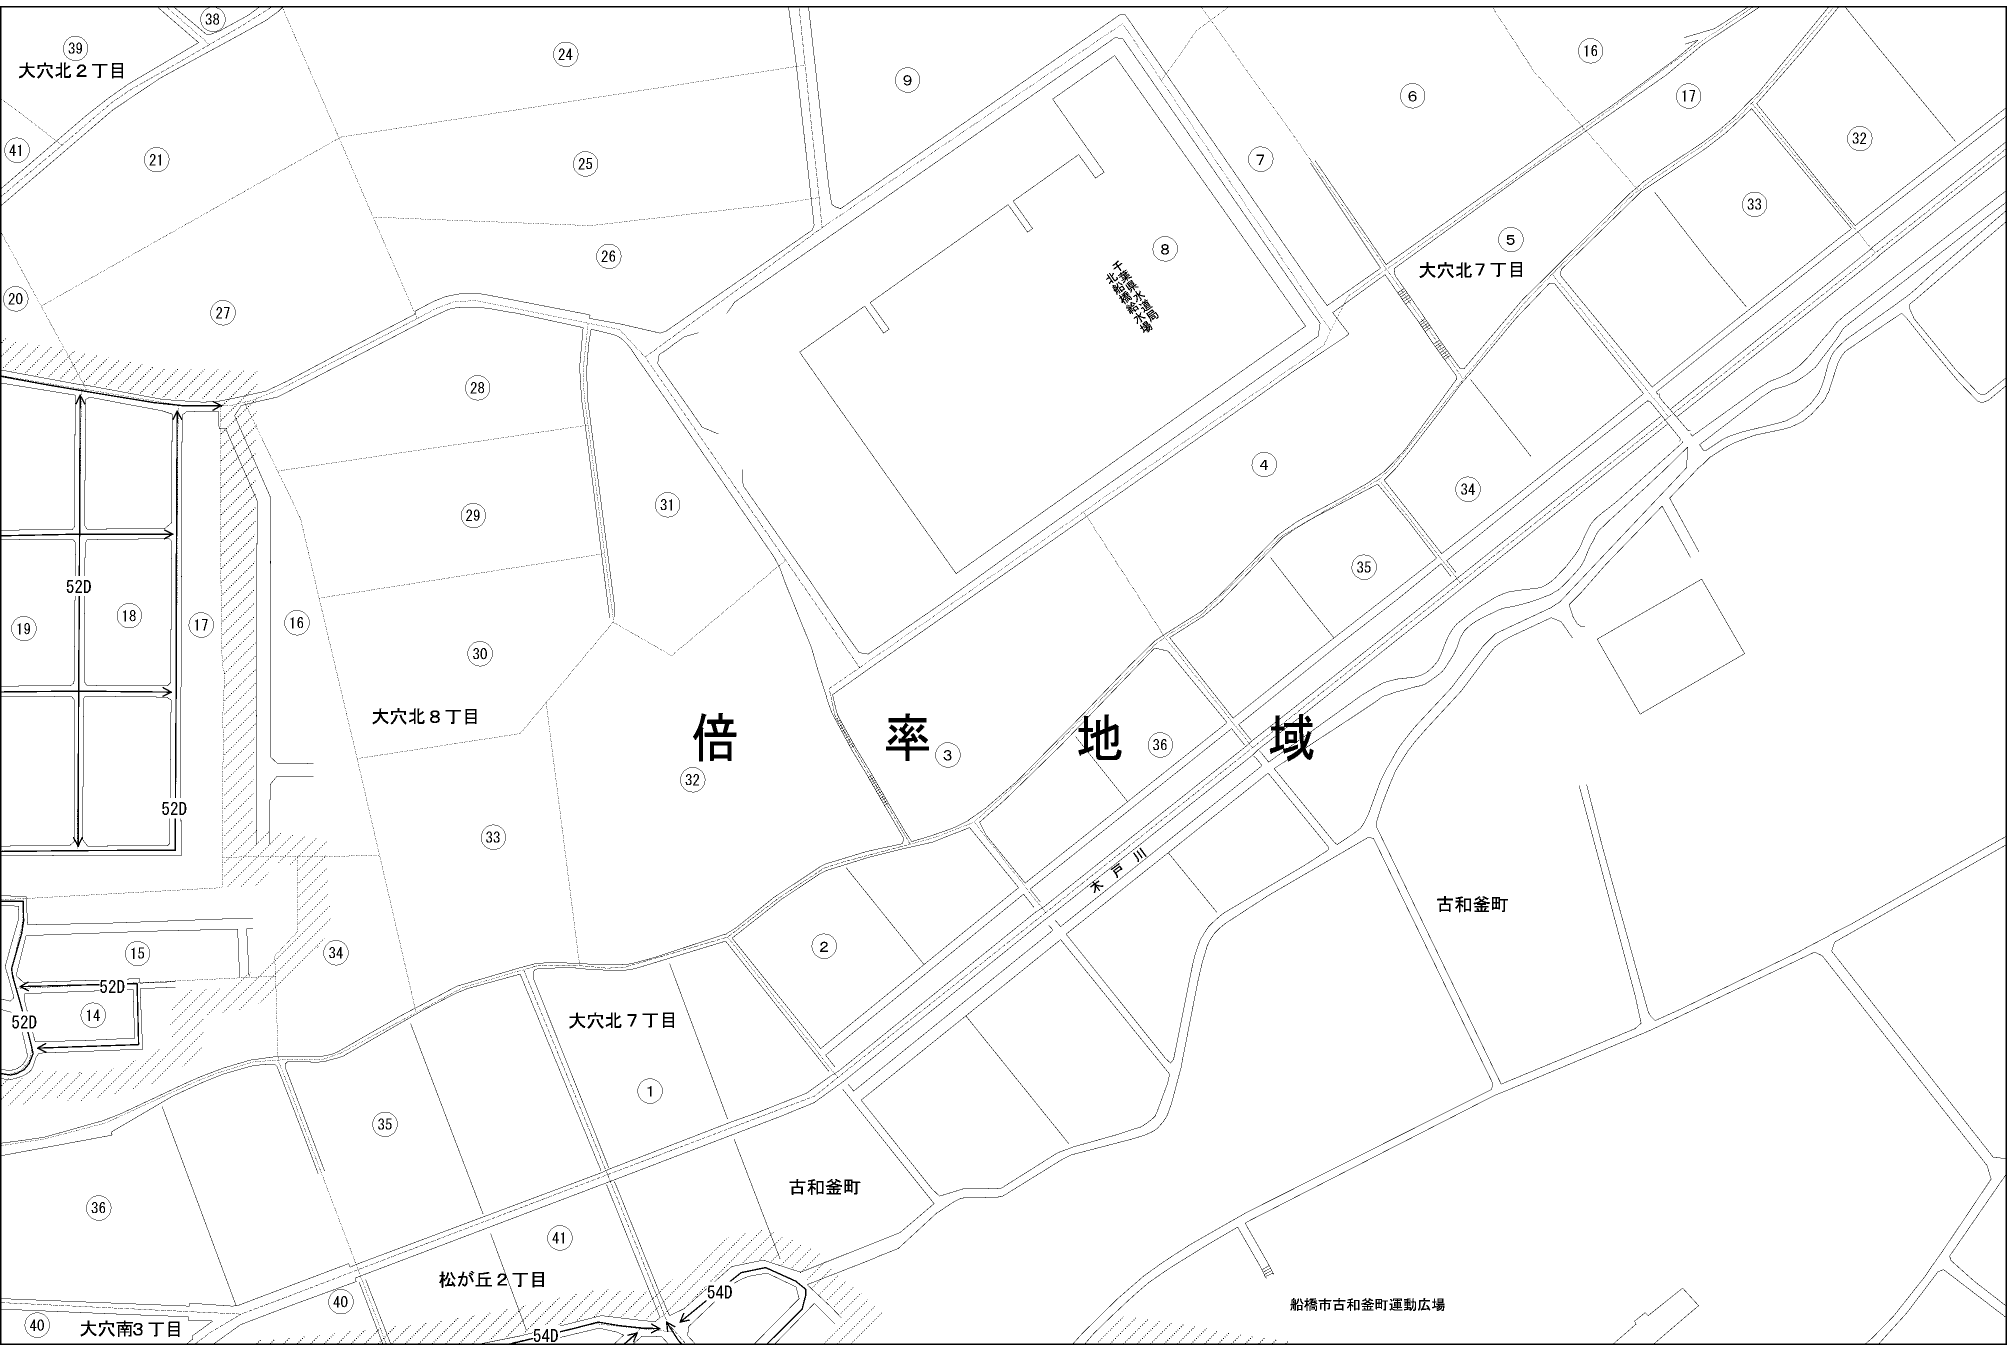 38
39
大穴北２丁目
24
9
16
6
17
41
21
25
7
32
33
8
26
5
大穴北７丁目
千葉県水道局
北船橋給水場
20
27
28
31
4
34
29
35
52D
19
18
17
16
30
大穴北８丁目
倍率地域
3
36
32
52D
33
木戸川
古和釜町
2
34
15
52D
14
52D
大穴北７丁目
1
35
古和釜町
36
41
松が丘２丁目
54D
40
船橋市古和釜町運動広場
40
大穴南３丁目
54D